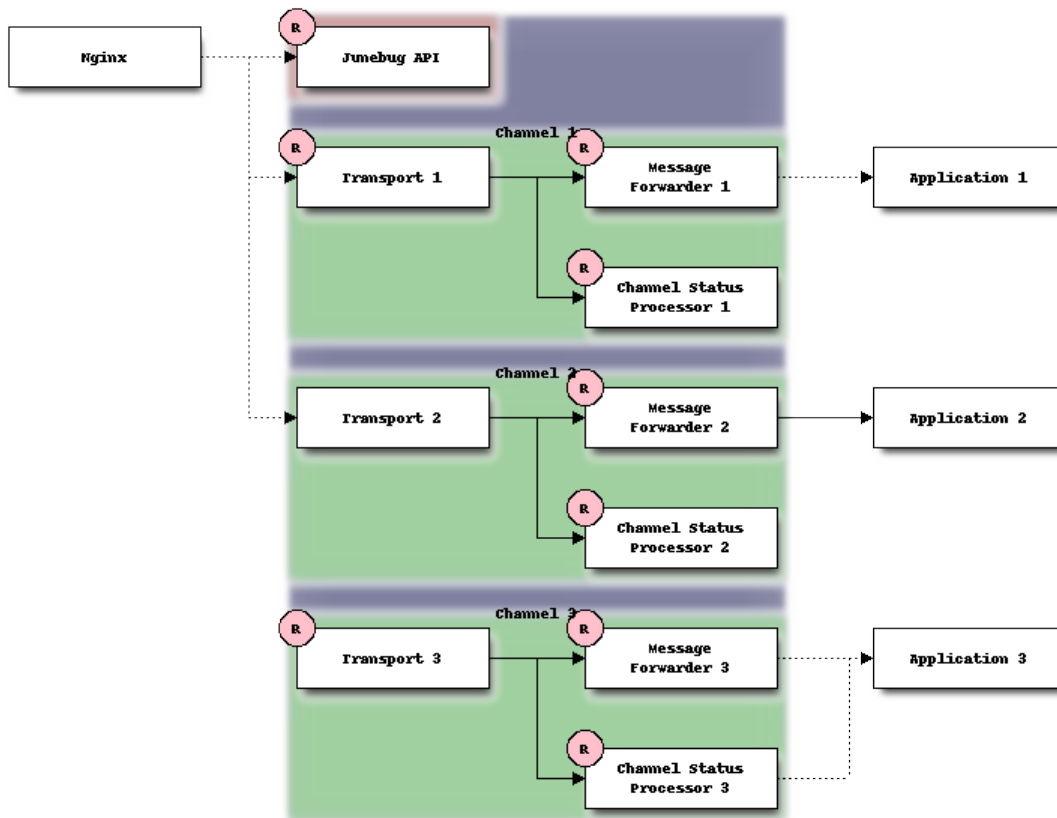 R
Nginx
Junebug API
Channel 1
R
R
Transport 1
Message
Forwarder 1
Application 1
R
Channel Status
Processor 1
Channel 2
R
Transport 2
Message
Forwarder 2
Application 2
R
Channel Status
Processor 2
Channel 3
R
R
Transport 3
Message
Forwarder 3
Application 3
R
Channel Status
Processor 3